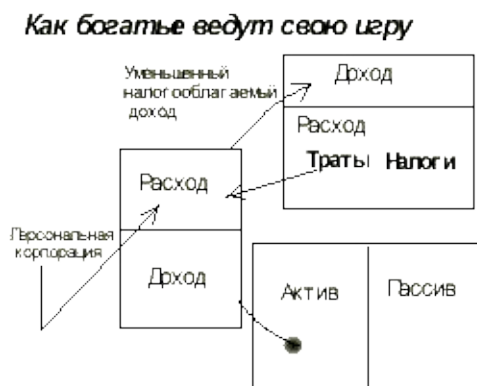 Как богатые ведут свою игру
Уменьшенный
налогооблагаемый
доход
Доход
Расход
Траты Налоги
Расход
Персональная
корпорация
Доход
Актив
Пассив